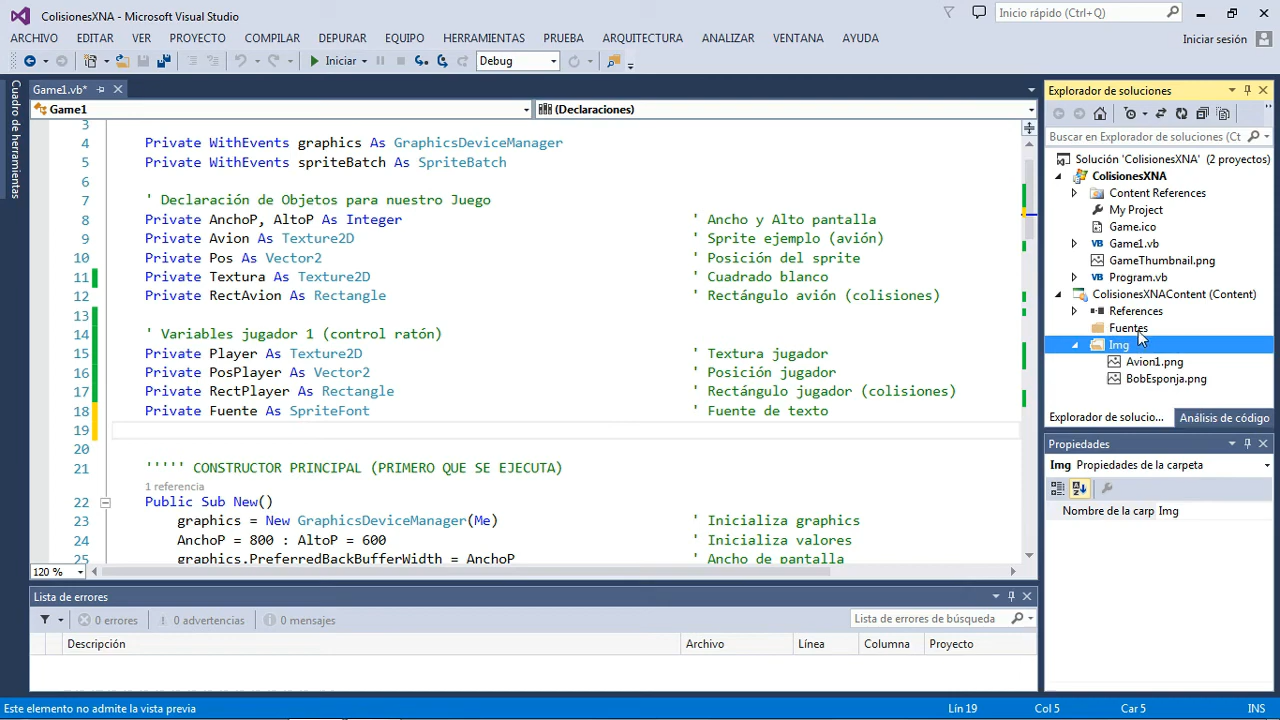 ColisionesXNA - Microsoft Visual Studio
Inicio rápido (Ctrl+Q)
ARCHIVO EDITAR VER PROYECTO COMPILAR DEPURAR EQUIPO HERRAMIENTAS PRUEBA ARQUITECTURA ANALIZAR VENTANA AYUDA
Iniciar sesión
Iniciar
Debug
Cuadro de herramientas
Game1.vb*
Game1
(Declaraciones)
3
4 Private WithEvents graphics As GraphicsDeviceManager
5 Private WithEvents spriteBatch As SpriteBatch
6
7 ' Declaración de Objetos para nuestro Juego
8 Private AnchoP, AltoP As Integer ' Ancho y Alto pantalla
9 Private Avion As Texture2D ' Sprite ejemplo (avión)
10 Private Pos As Vector2 ' Posición del sprite
11 Private Textura As Texture2D ' Cuadrado blanco
12 Private RectAvion As Rectangle ' Rectángulo avión (colisiones)
13
14 ' Variables jugador 1 (control ratón)
15 Private Player As Texture2D ' Textura jugador
16 Private PosPlayer As Vector2 ' Posición jugador
17 Private RectPlayer As Rectangle ' Rectángulo jugador (colisiones)
18 Private Fuente As SpriteFont ' Fuente de texto
19
20
21 ''''' CONSTRUCTOR PRINCIPAL (PRIMERO QUE SE EJECUTA)
1 referencia
22 Public Sub New()
23 graphics = New GraphicsDeviceManager(Me) ' Inicializa graphics
24 AnchoP = 800 : AltoP = 600 ' Inicializa valores
25 graphics.PreferredBackBufferWidth = AnchoP ' Ancho de pantalla
120 %
Lista de errores
0 errores 0 advertencias 0 mensajes
Lista de errores de búsqueda
Descripción Archivo Línea Columna Proyecto
Explorador de soluciones
Buscar en Explorador de soluciones (Ct
Solución 'ColisionesXNA' (2 proyectos)
ColisionesXNA
Content References
My Project
Game.ico
Game1.vb
GameThumbnail.png
Program.vb
ColisionesXNAContent (Content)
References
Fuentes
Img
Avion1.png
BobEsponja.png
Explorador de solucio... Análisis de código
Propiedades
Img Propiedades de la carpeta
Nombre de la carp Img
Este elemento no admite la vista previa
Lín 19 Col 5 Car 5 INS